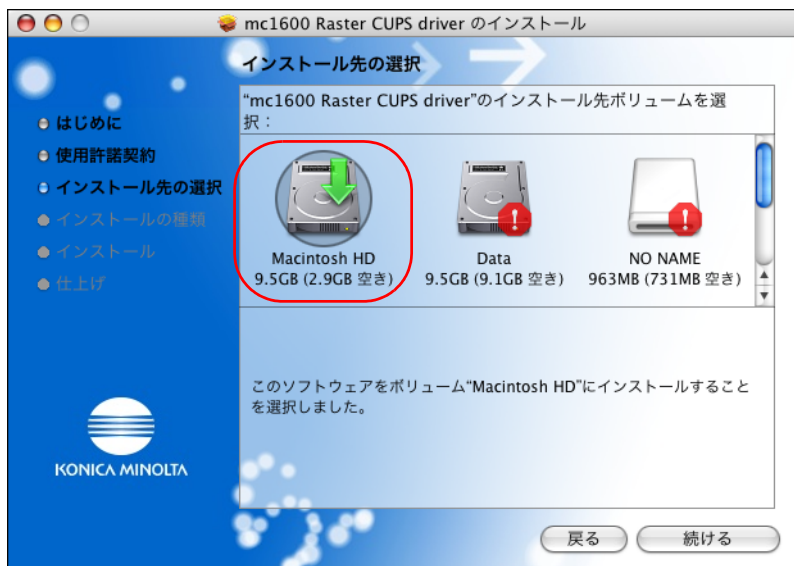 mc1600 Raster CUPS driver のインストール
インストール先の選択
はじめに
使用許諾契約
インストール先の選択
インストールの種類
インストール
仕上げ
“mc1600 Raster CUPS driver”のインストール先ボリュームを選
択：
Macintosh HD
9.5GB (2.9GB 空き)
Data
9.5GB (9.1GB 空き)
NO NAME
963MB (731MB 空き)
このソフトウェアをボリューム“Macintosh HD”にインストールすること
を選択しました。
KONICA MINOLTA
戻る
続ける